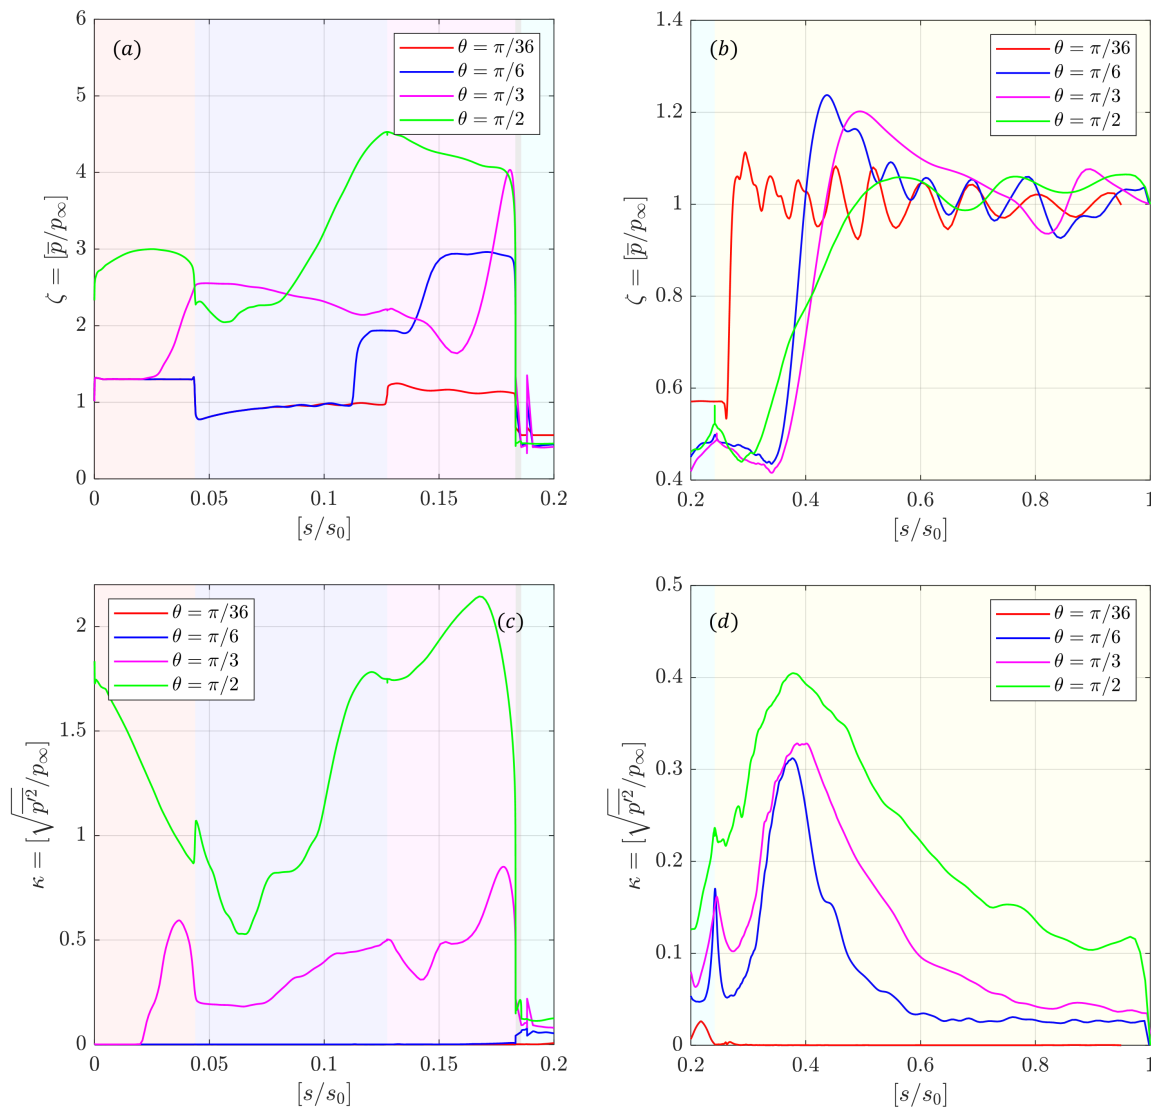 (a)
θ = π/36
θ = π/6
θ = π/3
θ = π/2
6
5
4
3
2
1
0
ζ = [p̅/p∞]
0 0.05 0.1 0.15 0.2
[s/s₀]
(b)
θ = π/36
θ = π/6
θ = π/3
θ = π/2
1.4
1.2
1
0.8
0.6
0.4
ζ = [p̅/p∞]
0.2 0.4 0.6 0.8 1
[s/s₀]
θ = π/36
θ = π/6
θ = π/3
θ = π/2
(c)
2
1.5
1
0.5
0
κ = [√p′²̅/p∞]
0 0.05 0.1 0.15 0.2
[s/s₀]
(d)
θ = π/36
θ = π/6
θ = π/3
θ = π/2
0.5
0.4
0.3
0.2
0.1
0
κ = [√p′²̅/p∞]
0.2 0.4 0.6 0.8 1
[s/s₀]